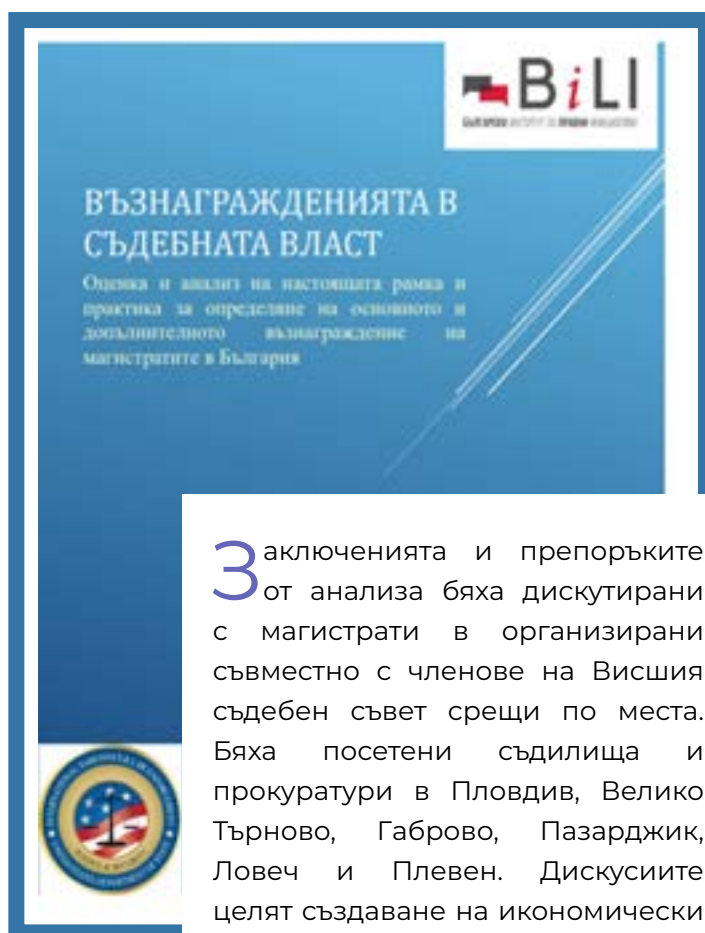 BiLI
ВЪЗНАГРАЖДЕНИЯТА В
СЪДЕБНАТА ВЛАСТ
Оценка и анализ на настоящата рамка и
практика за определяне на основното и
допълнителното възнаграждение на
магистратите в България
Заключенията и препоръките
от анализа бяха дискутирани
с магистрати в организирани
съвместно с членове на Висшия
съдебен съвет срещи по места.
Бяха посетени съдилища и
прокуратури в Пловдив, Велико
Търново, Габрово, Пазарджик,
Ловеч и Плевен. Дискусиите
целят създаване на икономически